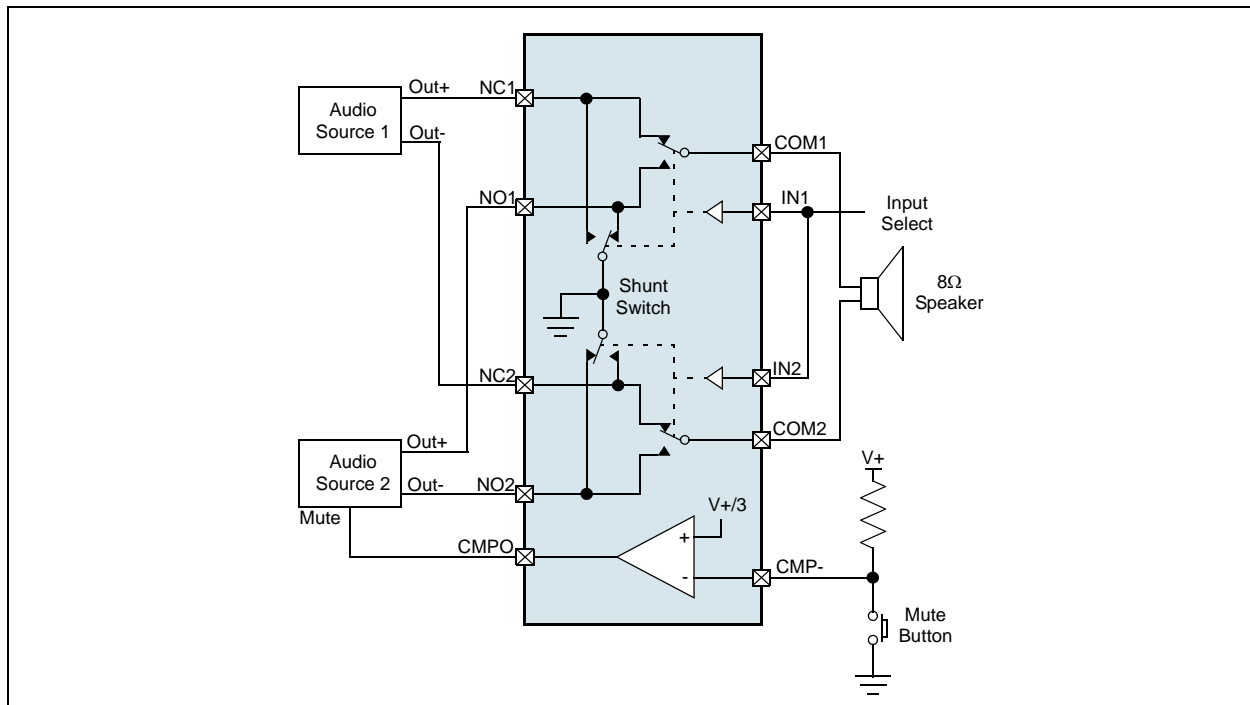 Audio
Source 1
Out+
Out-
NC1
COM1
NO1
IN1
Input
Select
Shunt
Switch
8Ω
Speaker
NC2
IN2
COM2
Audio
Source 2
Out+
Out-
Mute
NO2
V+
V+/3
CMPO
+
-
CMP-
Mute
Button